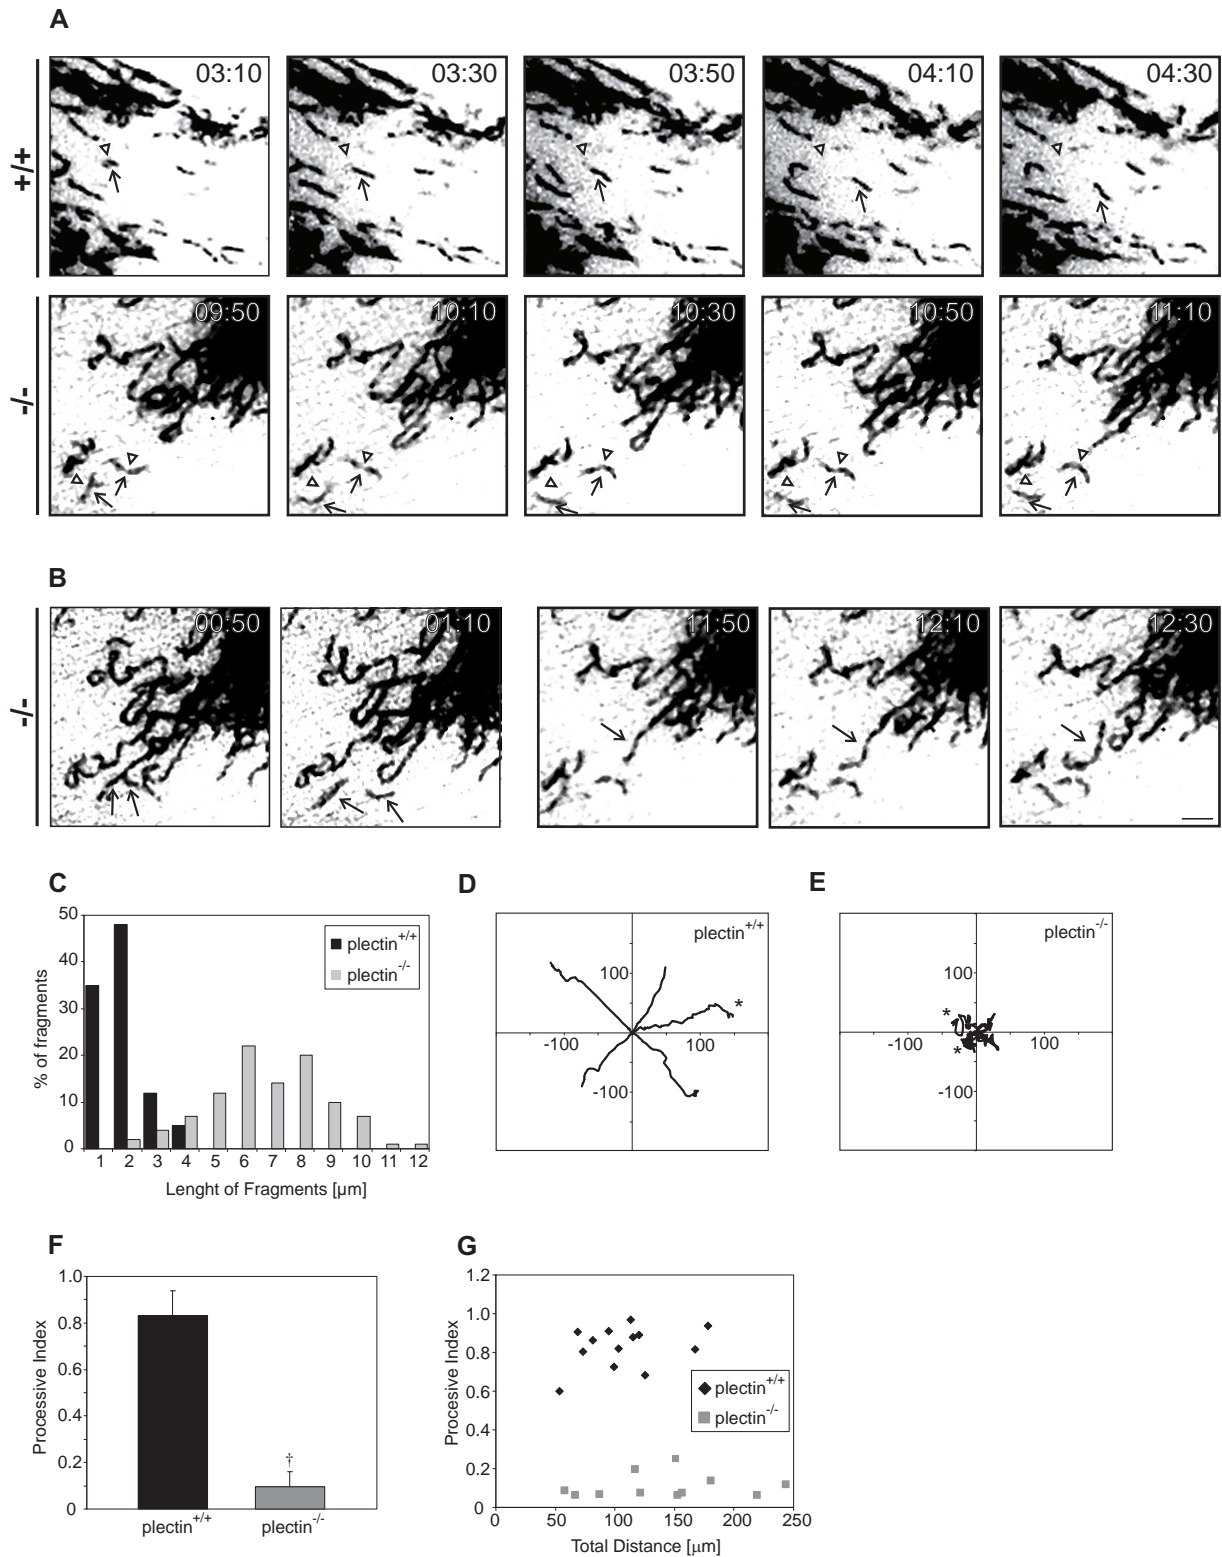 A
+/+
03:10
03:30
03:50
04:10
04:30
-/-
09:50
10:10
10:30
10:50
11:10
B
-/-
00:50
01:10
11:50
12:10
12:30
C
50
40
30
20
10
0
% of fragments
plectin+/+
plectin-/-
1 2 3 4 5 6 7 8 9 10 11 12
Lenght of Fragments [µm]
D
plectin+/+
100
*
-100
100
-100
E
plectin-/-
100
*
-100
100
*
-100
F
1.0
0.8
0.6
0.4
0.2
0
Processive Index
†
plectin+/+
plectin-/-
G
1.2
1.0
0.8
0.6
0.4
0.2
0
Procesive Index
plectin+/+
plectin-/-
0 50 100 150 200 250
Total Distance [µm]